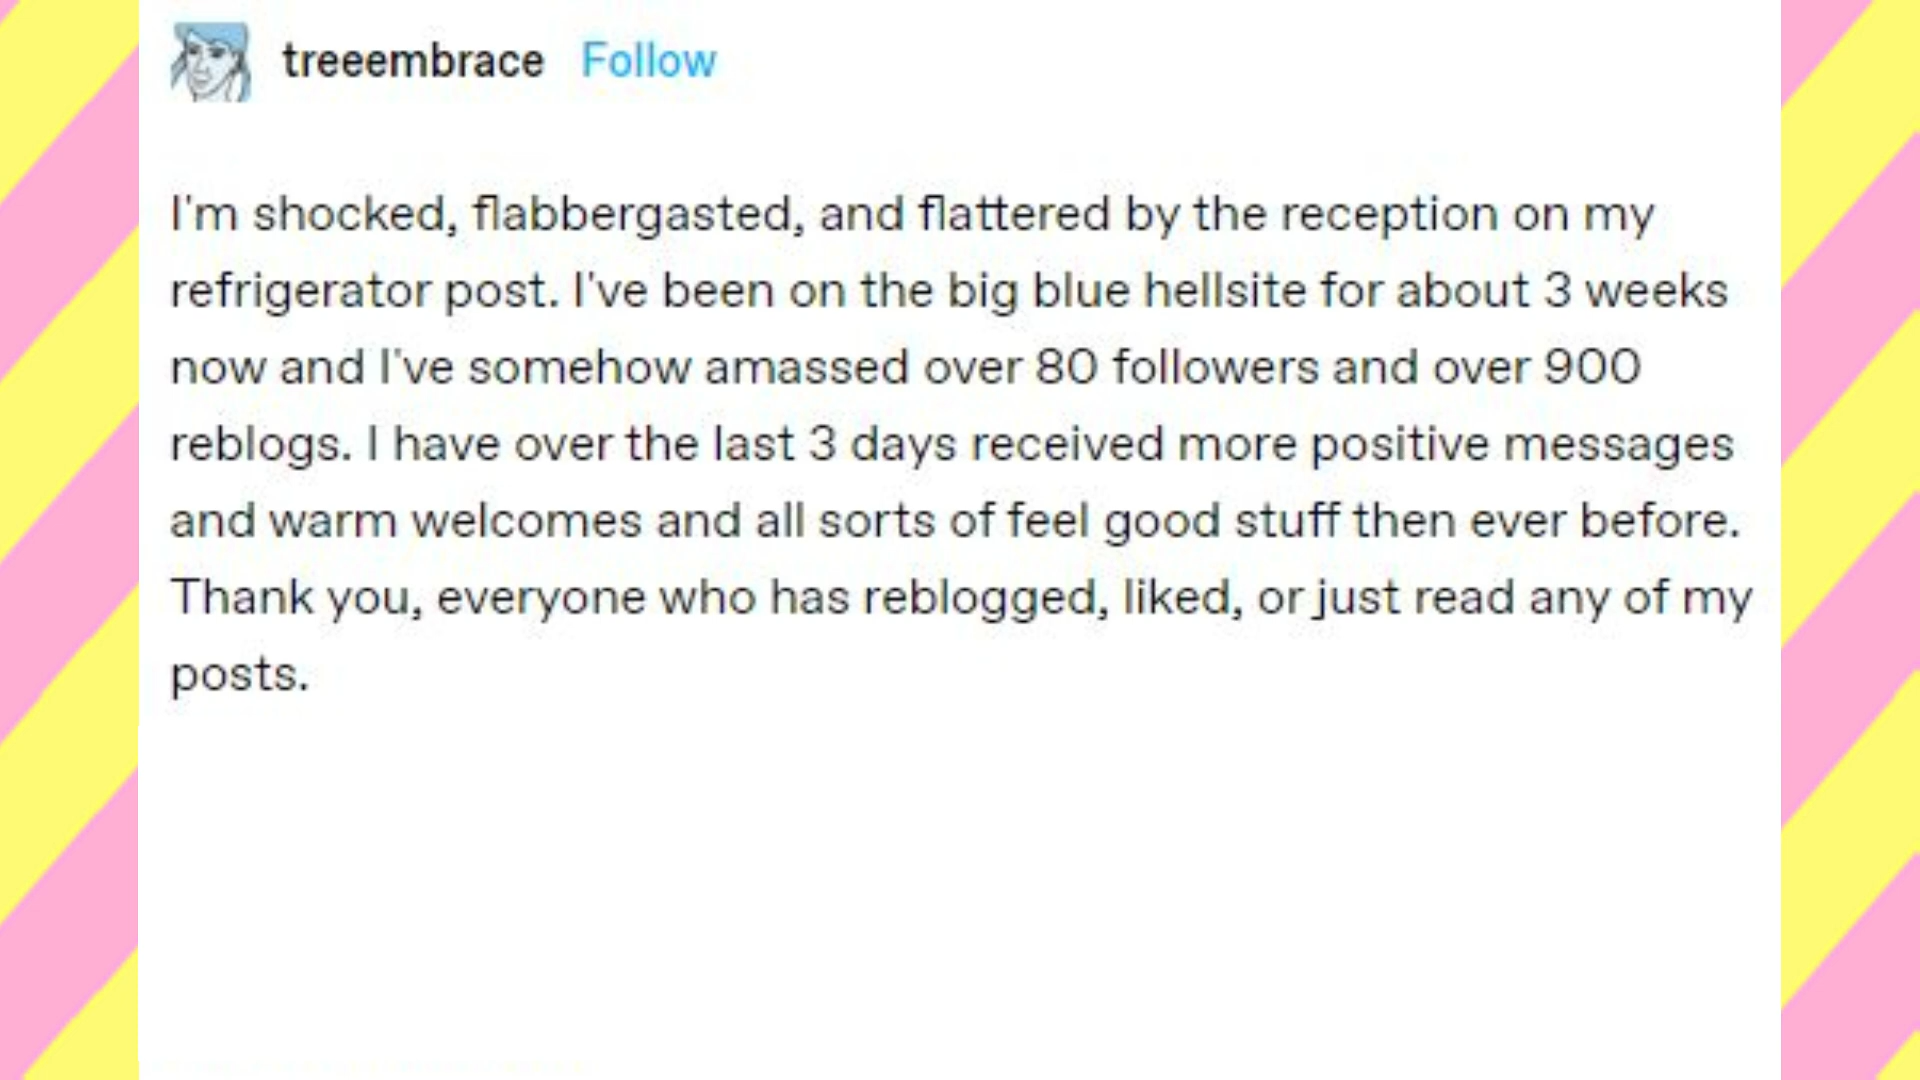 treeembrace Follow
I'm shocked, flabbergasted, and flattered by the reception on my
refrigerator post. I've been on the big blue hellsite for about 3 weeks
now and I've somehow amassed over 80 followers and over 900
reblogs. I have over the last 3 days received more positive messages
and warm welcomes and all sorts of feel good stuff then ever before.
Thank you, everyone who has reblogged, liked, or just read any of my
posts.